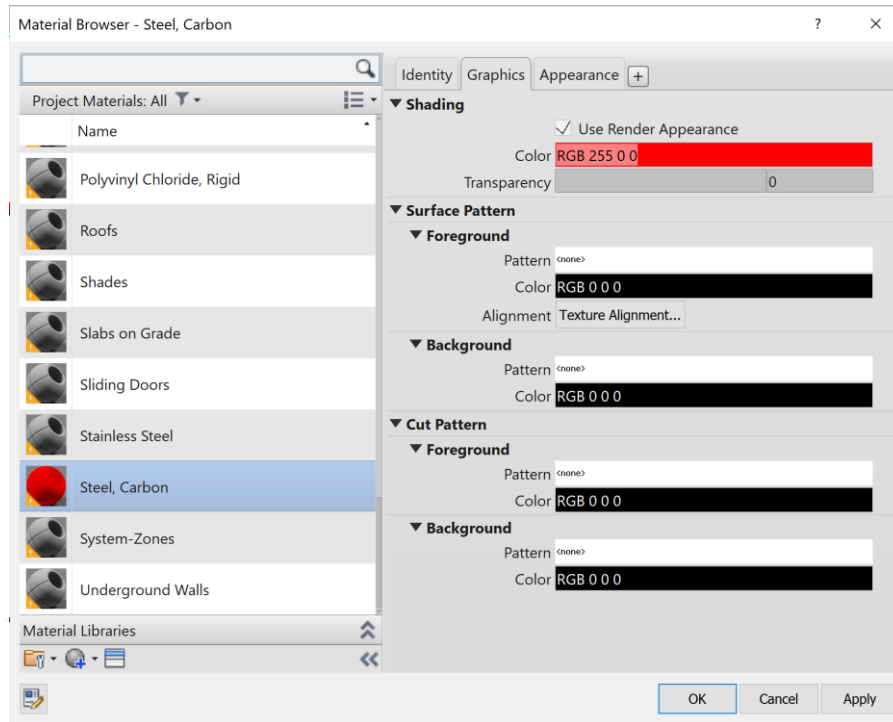 Material Browser - Steel, Carbon
?
Project Materials: All
Name
Polyvinyl Chloride, Rigid
Roofs
Shades
Slabs on Grade
Sliding Doors
Stainless Steel
Steel, Carbon
System-Zones
Underground Walls
Material Libraries
Identity Graphics Appearance +
Shading
Use Render Appearance
Color RGB 255 0 0
Transparency 0
Surface Pattern
Foreground
Pattern <none>
Color RGB 0 0 0
Alignment Texture Alignment...
Background
Pattern <none>
Color RGB 0 0 0
Cut Pattern
Foreground
Pattern <none>
Color RGB 0 0 0
Background
Pattern <none>
Color RGB 0 0 0
OK Cancel Apply